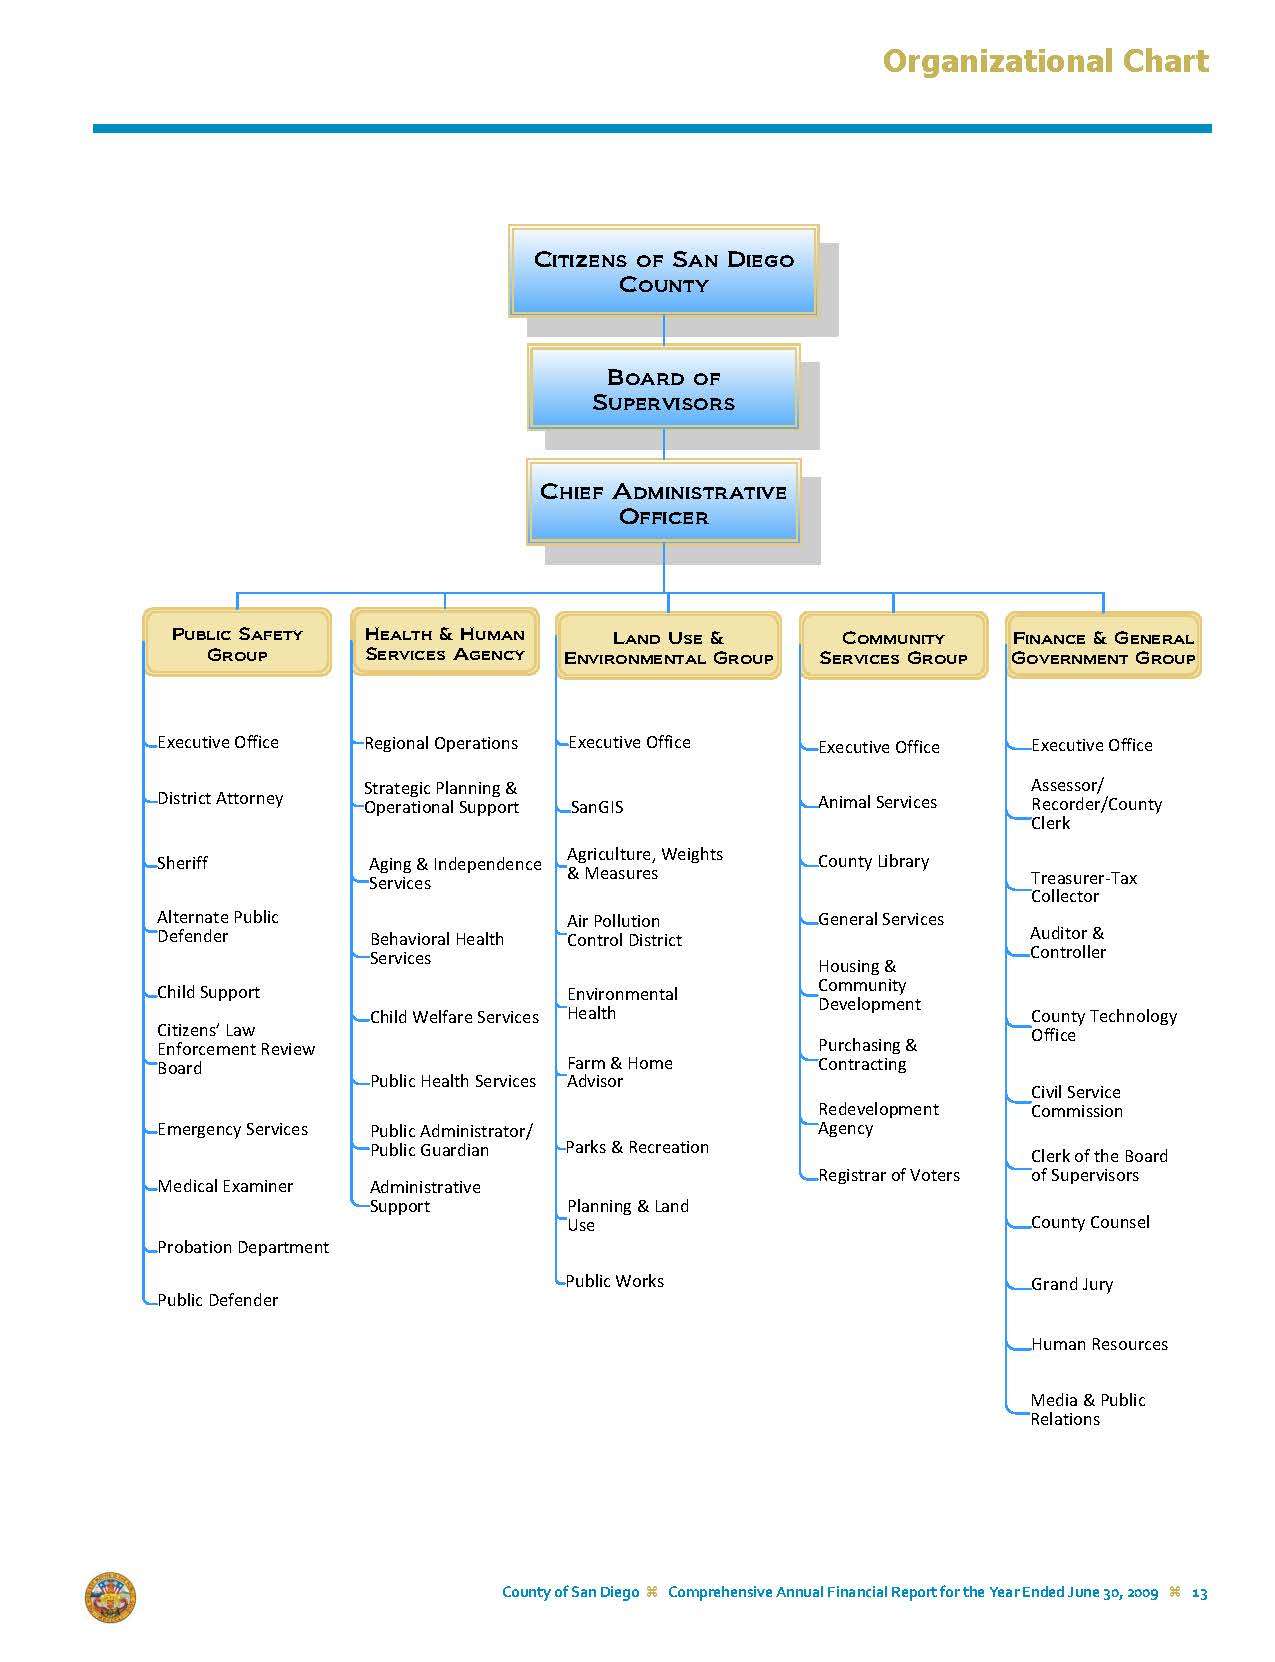 Organizational Chart
CITIZENS OF SAN DIEGO
COUNTY
BOARD OF
SUPERVISORS
CHIEF ADMINISTRATIVE
OFFICER
PUBLIC SAFETY
GROUP
Executive Office
District Attorney
Sheriff
Alternate Public
Defender
Child Support
Citizens’ Law
Enforcement Review
Board
Emergency Services
Medical Examiner
Probation Department
Public Defender
HEALTH & HUMAN
SERVICES AGENCY
Regional Operations
Strategic Planning &
Operational Support
Aging & Independence
Services
Behavioral Health
Services
Child Welfare Services
Public Health Services
Public Administrator/
Public Guardian
Administrative
Support
LAND USE &
ENVIRONMENTAL GROUP
Executive Office
SanGIS
Agriculture, Weights
& Measures
Air Pollution
Control District
Environmental
Health
Farm & Home
Advisor
Parks & Recreation
Planning & Land
Use
Public Works
COMMUNITY
SERVICES GROUP
Executive Office
Animal Services
County Library
General Services
Housing &
Community
Development
Purchasing &
Contracting
Redevelopment
Agency
Registrar of Voters
FINANCE & GENERAL
GOVERNMENT GROUP
Executive Office
Assessor/
Recorder/County
Clerk
Treasurer-Tax
Collector
Auditor &
Controller
County Technology
Office
Civil Service
Commission
Clerk of the Board
of Supervisors
County Counsel
Grand Jury
Human Resources
Media & Public
Relations
County of San Diego ⌘ Comprehensive Annual Financial Report for the Year Ended June 30, 2009 ⌘ 13